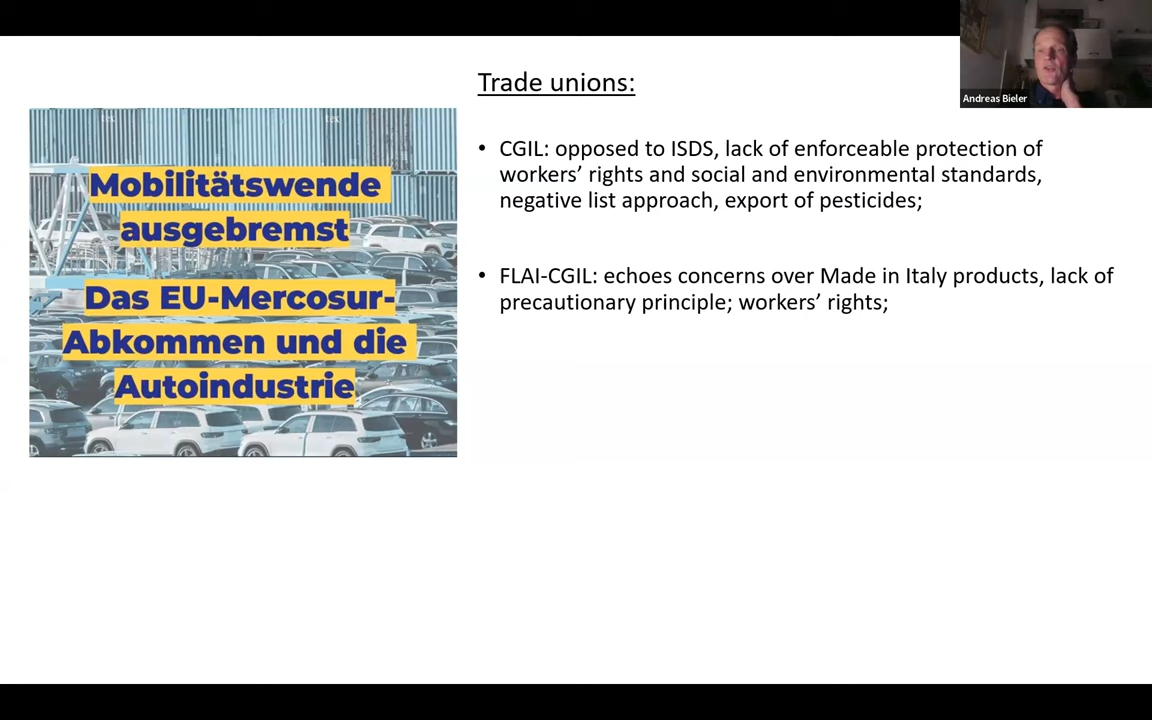 Trade unions:
Andreas Bieler
Mobilitätswende
ausgebremst
Das EU-Mercosur-
Abkommen und die
Autoindustrie
• CGIL: opposed to ISDS, lack of enforceable protection of
workers’ rights and social and environmental standards,
negative list approach, export of pesticides;
• FLAI-CGIL: echoes concerns over Made in Italy products, lack of
precautionary principle; workers’ rights;